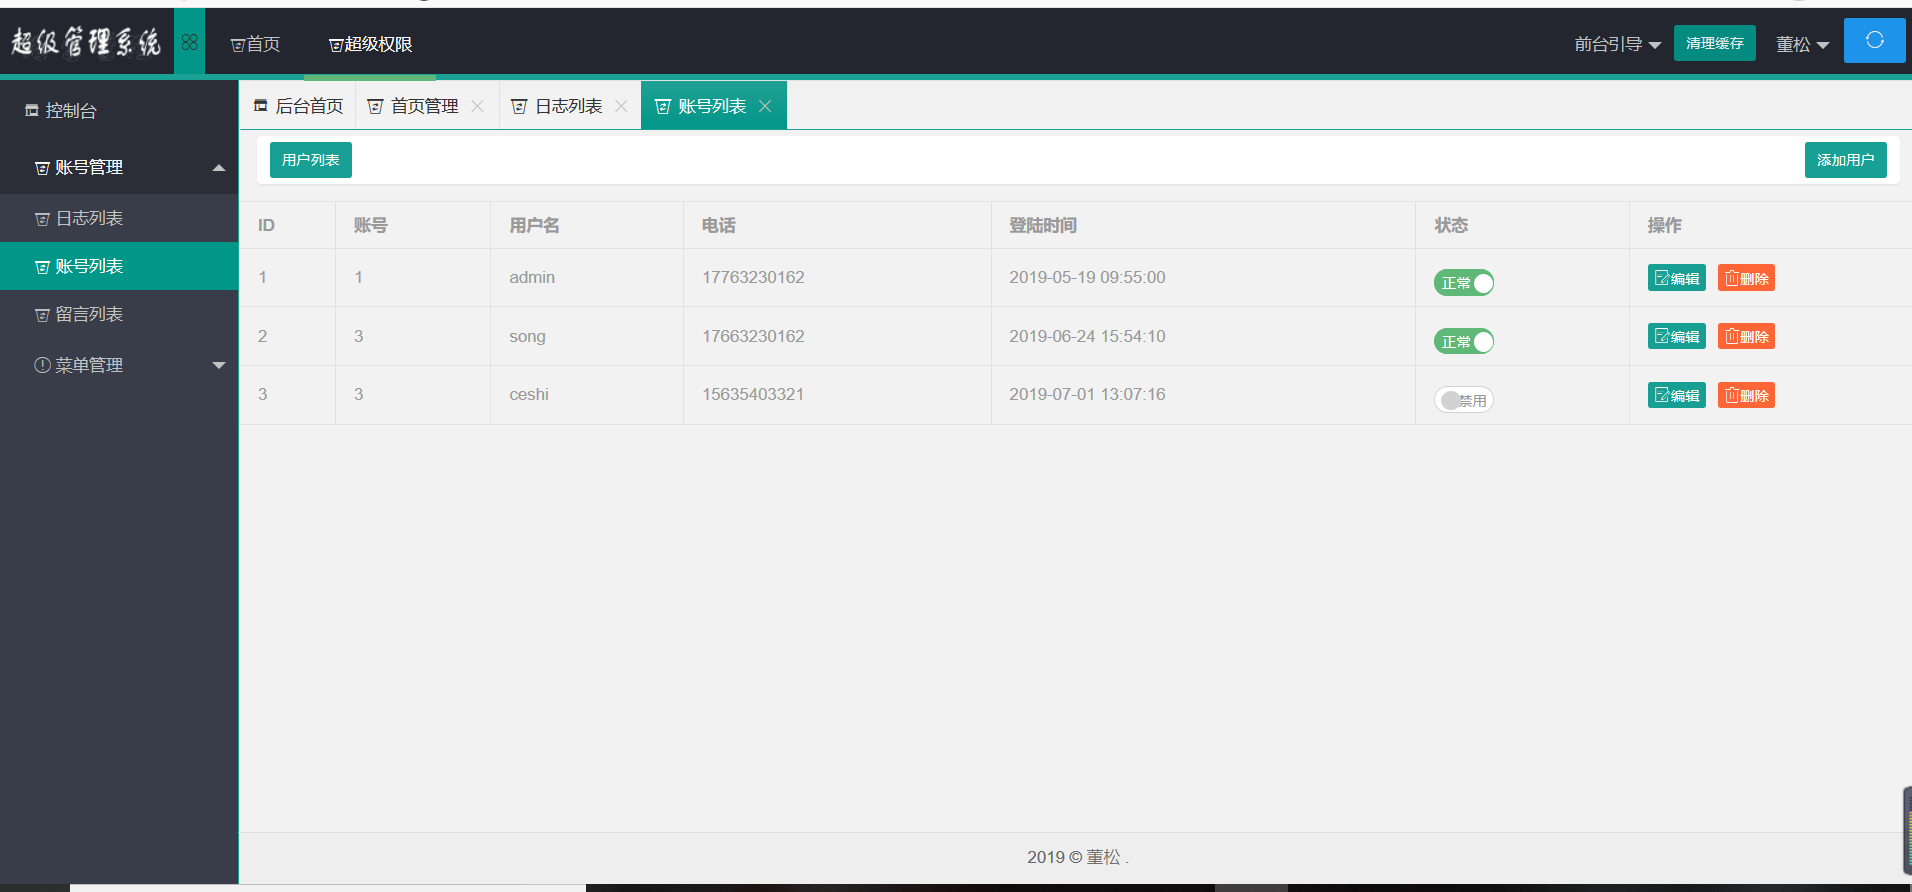 超级管理系统 首页 超级权限 前台引导 清理缓存 董松
控制台
账号管理
日志列表
账号列表
留言列表
菜单管理
后台首页 首页管理 日志列表 账号列表
用户列表 添加用户
ID 账号 用户名 电话 登陆时间 状态 操作
1 1 admin 17763230162 2019-05-19 09:55:00 正常 编辑 删除
2 3 song 17663230162 2019-06-24 15:54:10 正常 编辑 删除
3 3 ceshi 15635403321 2019-07-01 13:07:16 禁用 编辑 删除
2019 © 董松 .